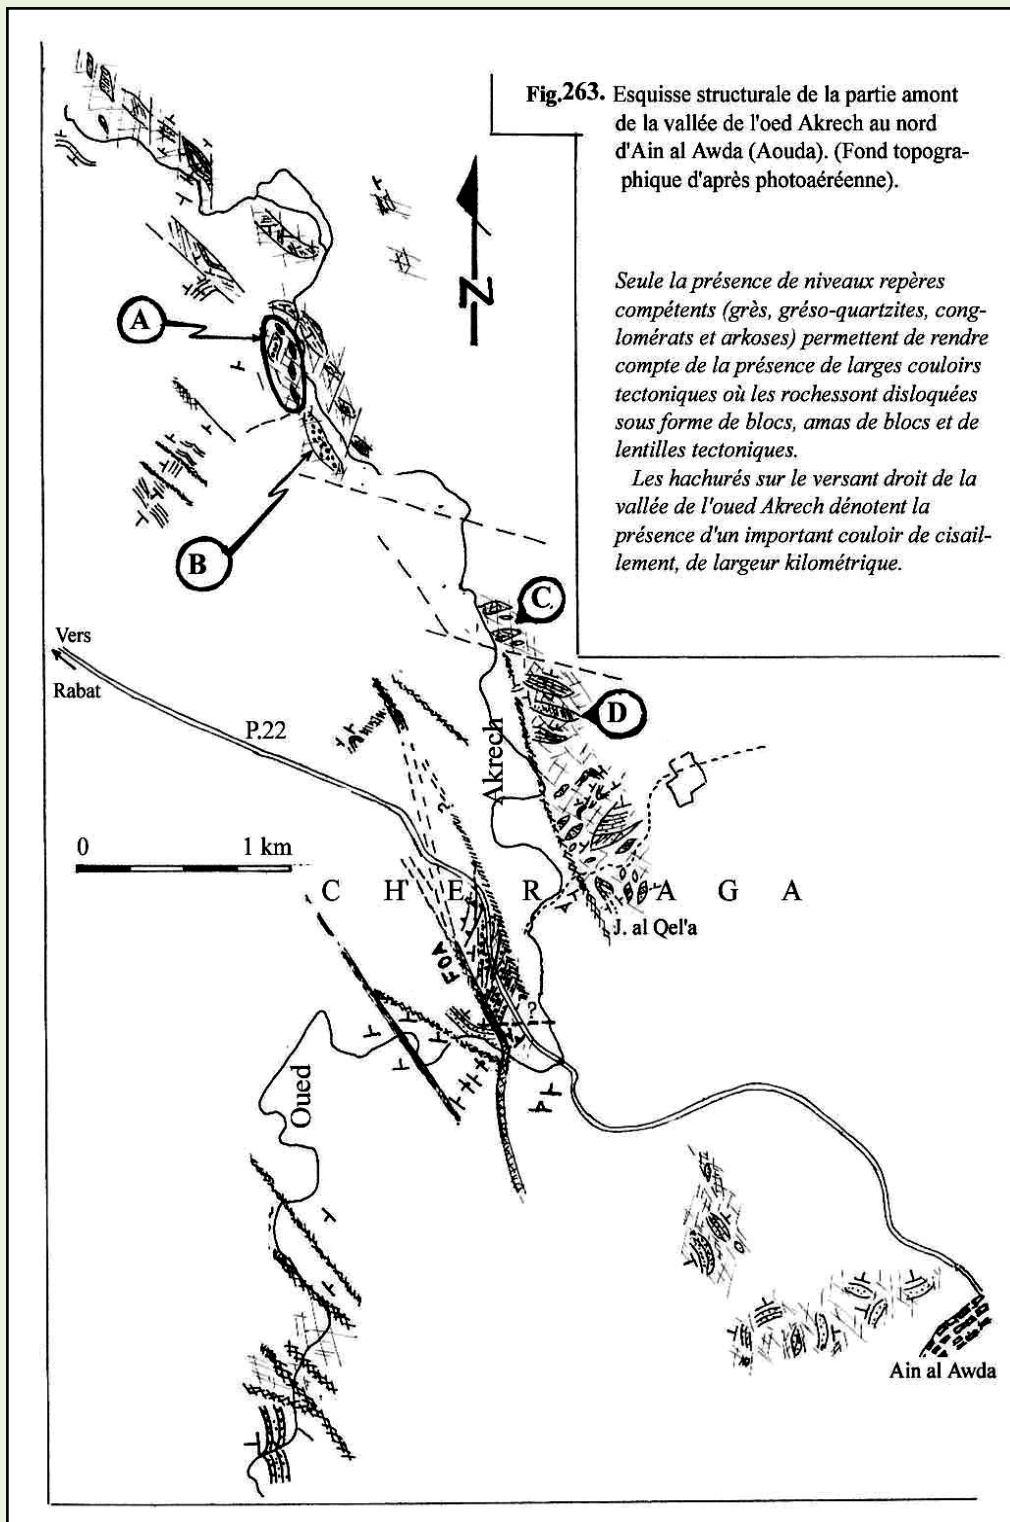 Fig.263. Esquisse structurale de la partie amont
de la vallée de l'oed Akrech au nord
d'Ain al Awda (Aouda). (Fond topogra-
phique d'après photoaéréenne).
Seule la présence de niveaux repères
compétents (grès, gréso-quartzites, cong-
lomérats et arkoses) permettent de rendre
compte de la présence de larges couloirs
tectoniques où les rochessont disloquées
sous forme de blocs, amas de blocs et de
lentilles tectoniques.
Les hachurés sur le versant droit de la
vallée de l'oued Akrech dénotent la
présence d'un important couloir de cisail-
lement, de largeur kilométrique.
N
A
B
C
D
Vers
Rabat
P.22
Akrech
0 1 km
C H E R A G A
J. al Qel'a
FOA
?
?
Oued
Ain al Awda